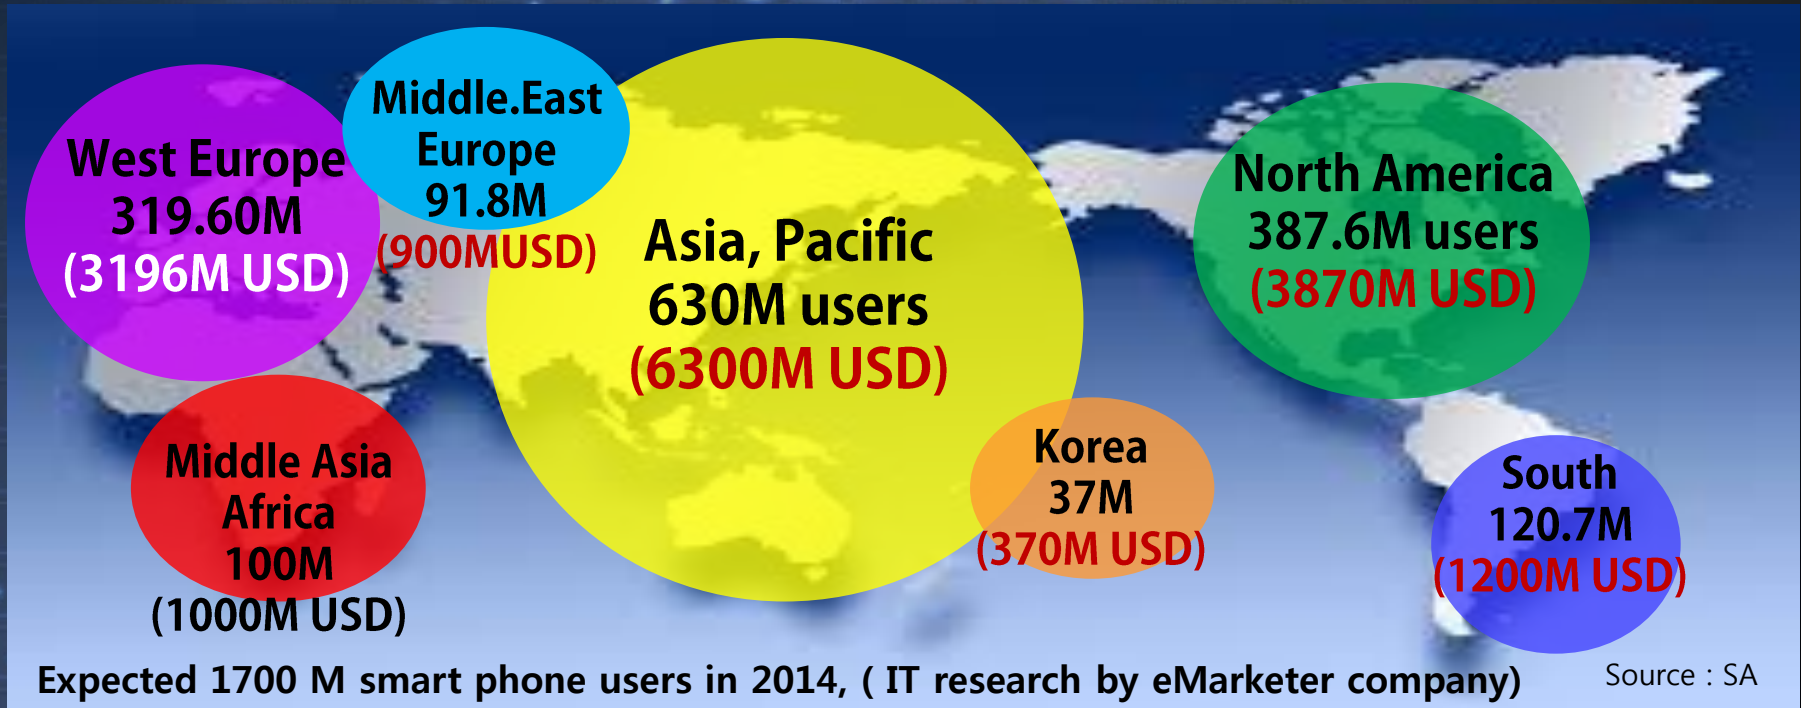 West Europe
319.60M
(3196M USD)
Middle.East
Europe
91.8M
(900MUSD)
Asia, Pacific
630M users
(6300M USD)
North America
387.6M users
(3870M USD)
Middle Asia
Africa
100M
(1000M USD)
Korea
37M
(370M USD)
South
120.7M
(1200M USD)
Expected 1700 M smart phone users in 2014, ( IT research by eMarketer company)
Source : SA